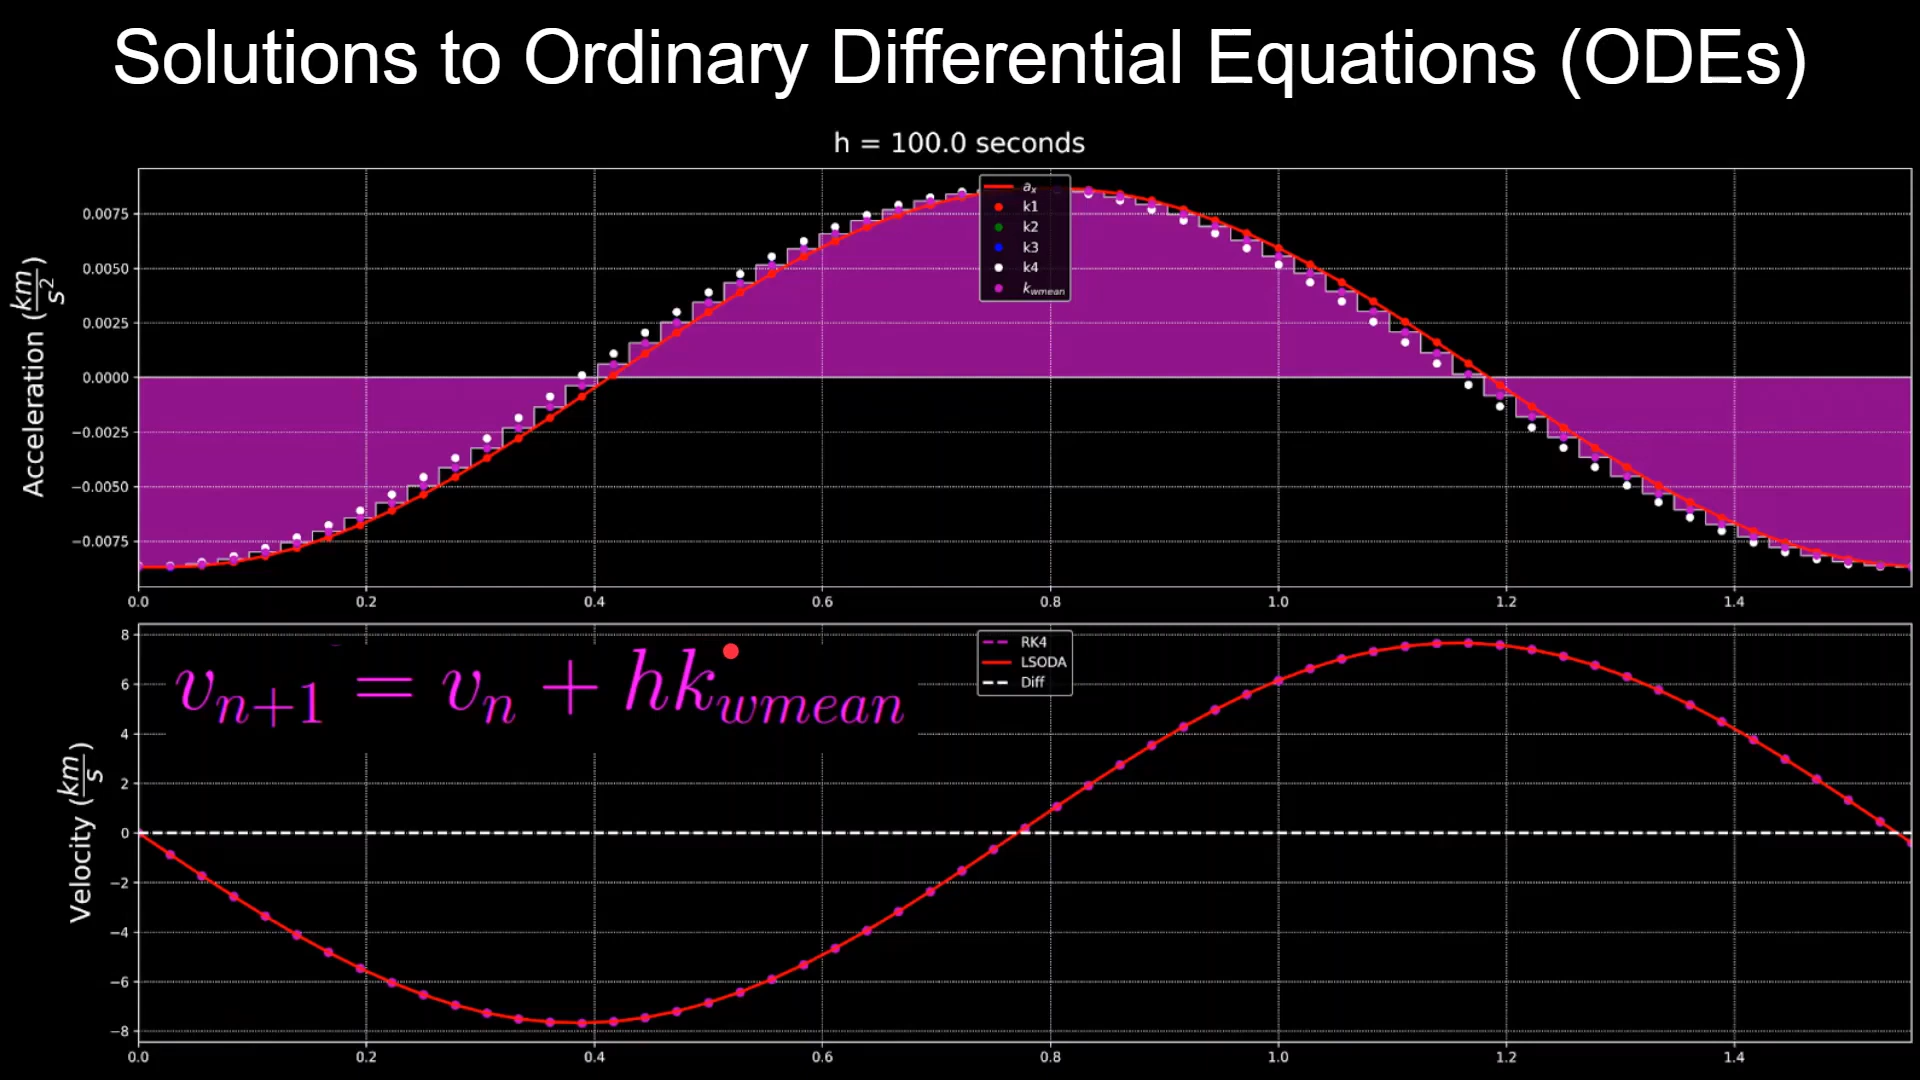 Solutions to Ordinary Differential Equations (ODEs)
h = 100.0 seconds
Acceleration (km/s²)
0.0075
0.0050
0.0025
0.0000
−0.0025
−0.0050
−0.0075
aₓ
k1
k2
k3
k4
k_wmean
0.0 0.2 0.4 0.6 0.8 1.0 1.2 1.4
Velocity (km/s)
8
6
4
2
0
−2
−4
−6
−8
v_{n+1} = v_n + hk_{wmean}
RK4
LSODA
Diff
0.0 0.2 0.4 0.6 0.8 1.0 1.2 1.4